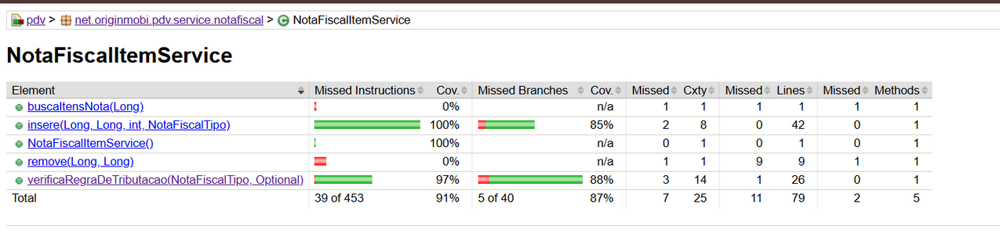 pdv > net.originmobi.pdv.service.notafiscal > NotaFiscalItemService
NotaFiscalItemService
Element Missed Instructions Cov. Missed Branches Cov. Missed Cxty Missed Lines Missed Methods
buscaItensNota(Long) 0% n/a 1 1 1 1 1 1
insere(Long, Long, int, NotaFiscalTipo) 100% 85% 2 8 0 42 0 1
NotaFiscalItemService() 100% n/a 0 1 0 1 0 1
remove(Long, Long) 0% n/a 1 1 9 9 1 1
verificaRegraDeTributacao(NotaFiscalTipo, Optional) 97% 88% 3 14 1 26 0 1
Total 39 of 453 91% 5 of 40 87% 7 25 11 79 2 5